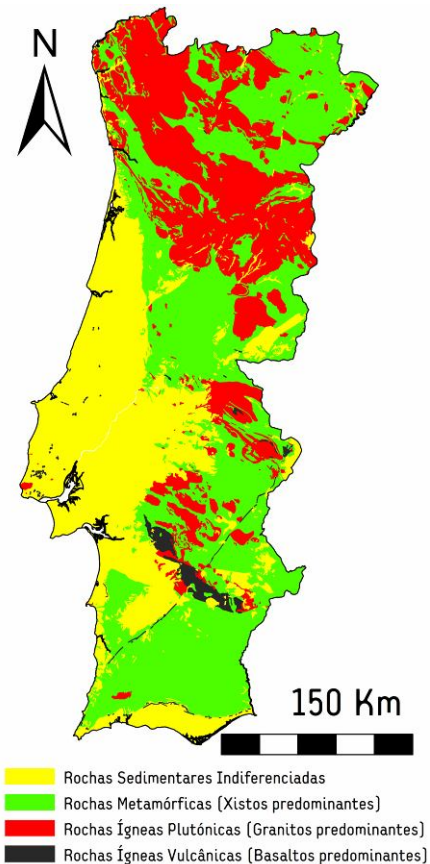 N
150 Km
Rochas Sedimentares Indiferenciadas
Rochas Metamórficas (Xistos predominantes)
Rochas Ígneas Plutónicas (Granitos predominantes)
Rochas Ígneas Vulcânicas (Basaltos predominantes)